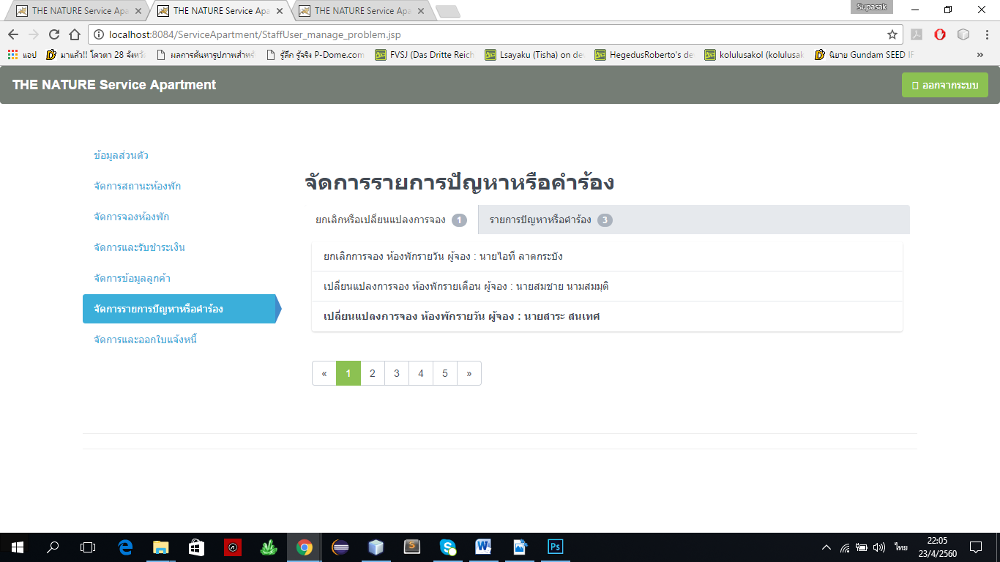 THE NATURE Service Apa
THE NATURE Service Apa
THE NATURE Service Apa
Supasak
localhost:8084/ServiceApartment/StaffUser_manage_problem.jsp
แอป
มาแล้ว!! โควตา 28 จังหวั
ผลการค้นหารูปภาพสำหรั
รู้ลึก รู้จริง P-Dome.com
FVSJ (Das Dritte Reich
Lsayaku (Tisha) on de
HegedusRoberto's de
kolulusakol (kolulusak
นิยาย Gundam SEED IF
»
THE NATURE Service Apartment
ออกจากระบบ
ข้อมูลส่วนตัว
จัดการสถานะห้องพัก
จัดการจองห้องพัก
จัดการและรับชำระเงิน
จัดการข้อมูลลูกค้า
จัดการรายการปัญหาหรือคำร้อง
จัดการและออกใบแจ้งหนี้
จัดการรายการปัญหาหรือคำร้อง
ยกเลิกหรือเปลี่ยนแปลงการจอง 1
รายการปัญหาหรือคำร้อง 3
ยกเลิกการจอง ห้องพักรายวัน ผู้จอง : นายไอที ลาดกระบัง
เปลี่ยนแปลงการจอง ห้องพักรายเดือน ผู้จอง : นายสมชาย นามสมมุติ
เปลี่ยนแปลงการจอง ห้องพักรายวัน ผู้จอง : นายสาระ สนเทศ
« 1 2 3 4 5 »
ไทย
22:05
23/4/2560